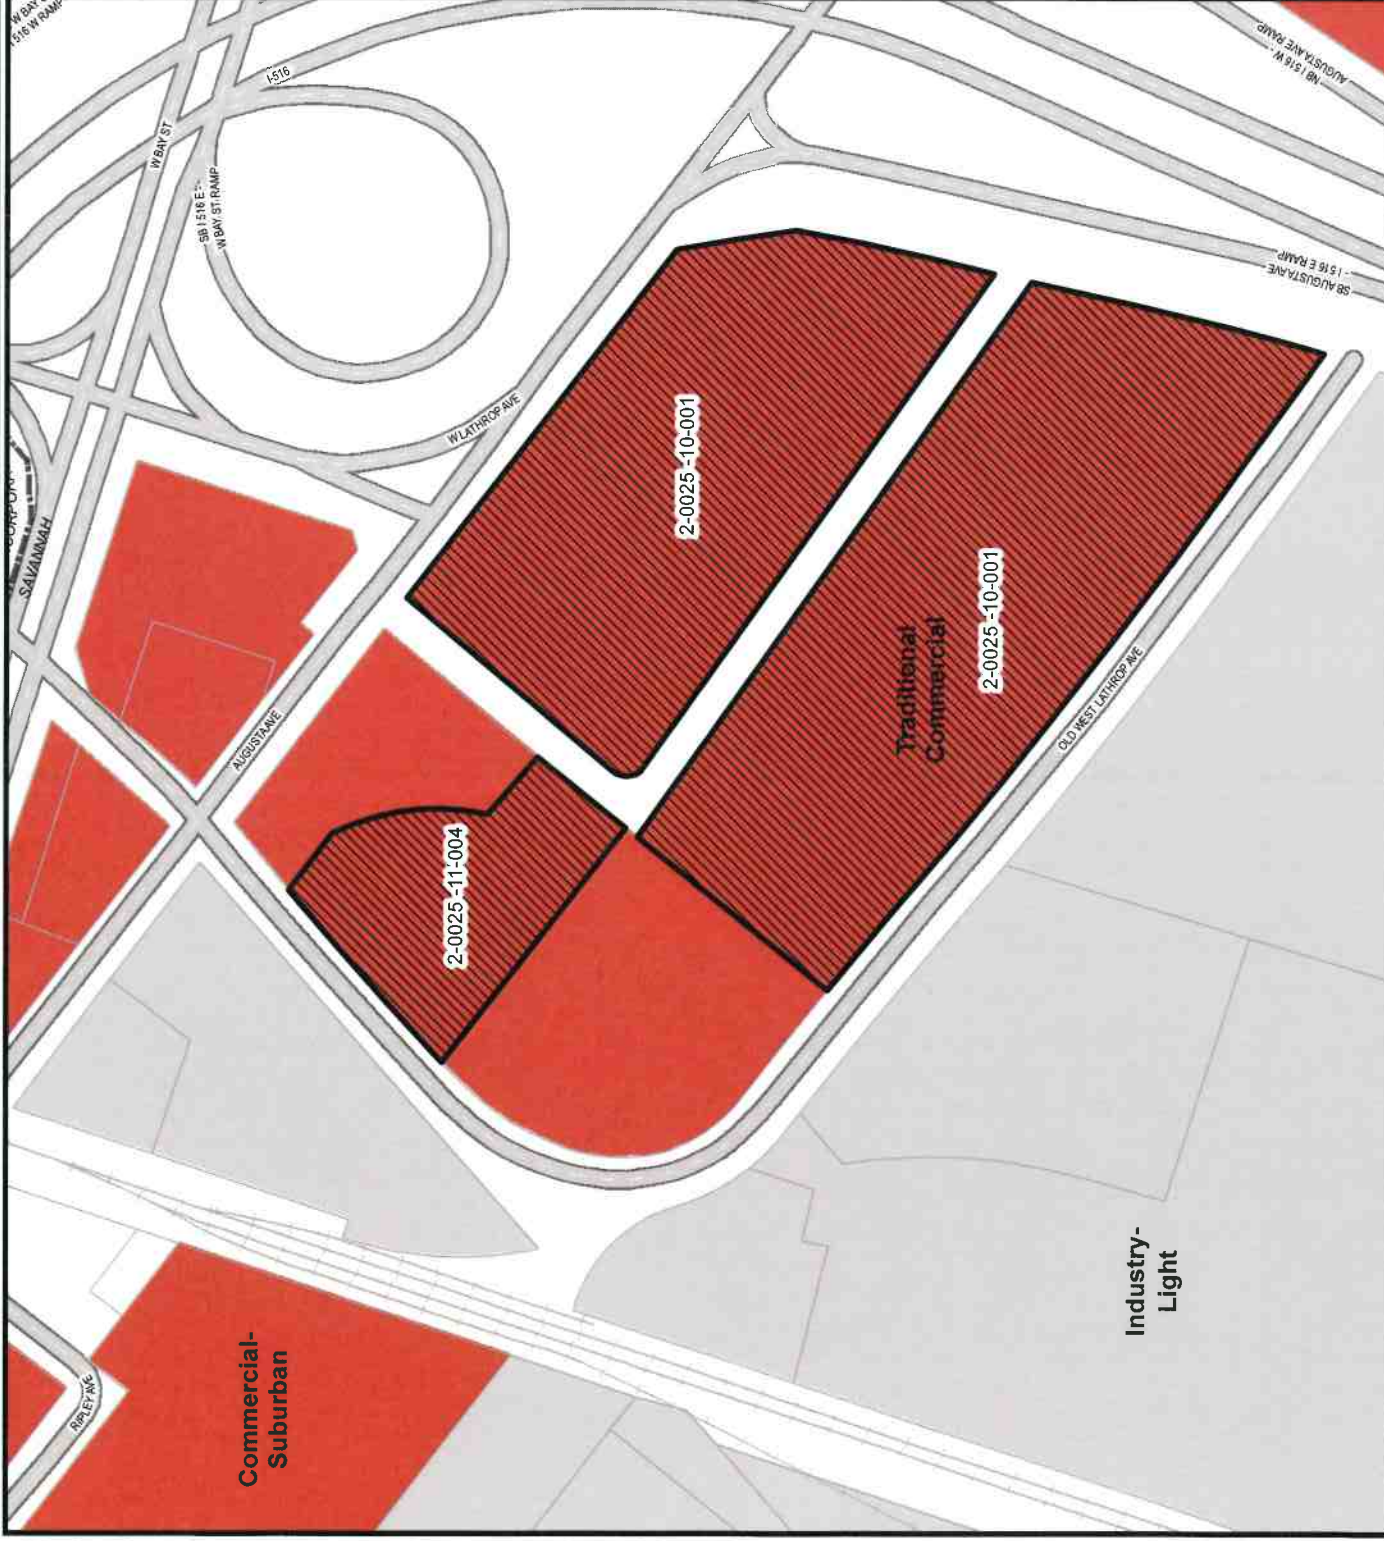 I-516
W BAY ST
SB I 516 E -
W BAY ST RAMP
516 W RAMP
NB I 516 W -
AUGUSTA AVE RAMP
SB AUGUSTA AVE
- I 516 E RAMP
W LATHROP AVE
SAVANNAH
AUGUSTA AVE
2-0025 -10-001
2-0025 -10-001
2-0025 -11-004
Traditional
Commercial
OLD WEST LATHROP AVE
RIPLEY AVE
Commercial-
Suburban
Industry-
Light